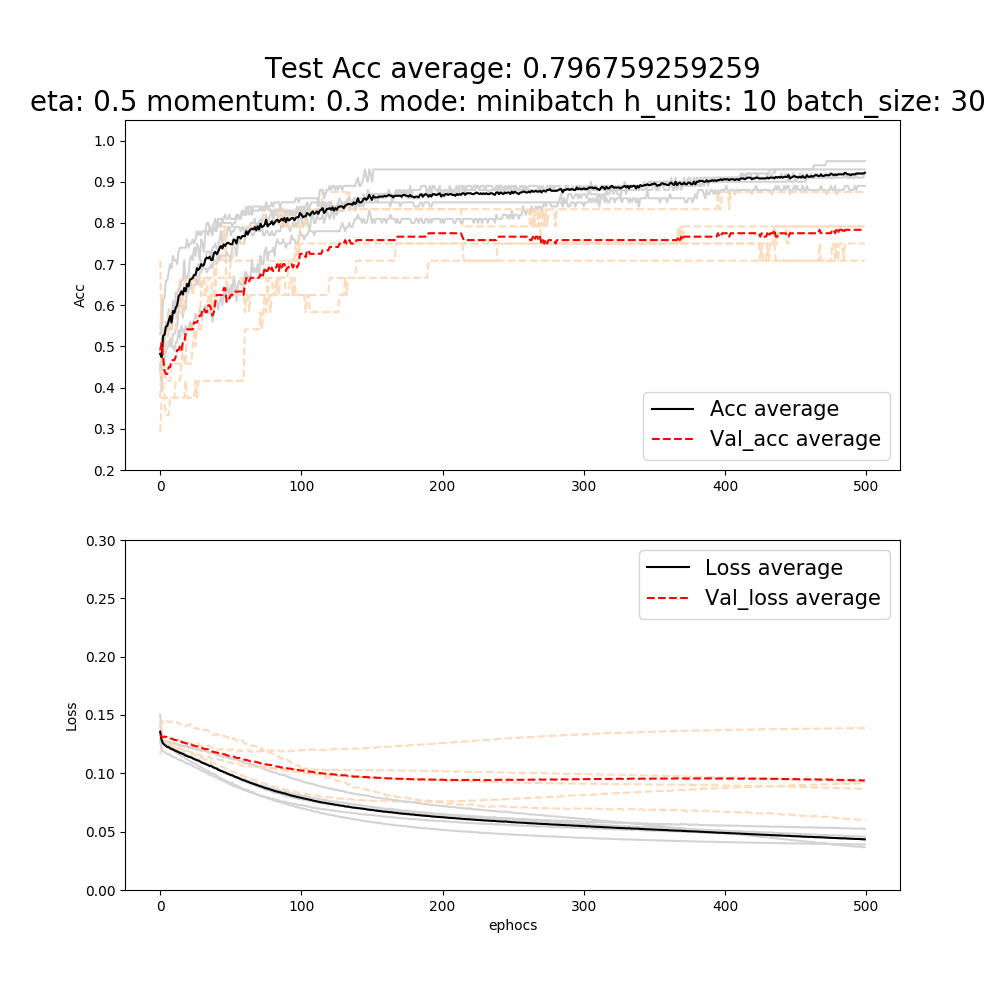 Test Acc average: 0.796759259259
eta: 0.5 momentum: 0.3 mode: minibatch h_units: 10 batch_size: 30
1.0
0.9
0.8
0.7
0.6
0.5
0.4
0.3
0.2
Acc
0 100 200 300 400 500
Acc average
Val_acc average
0.30
0.25
0.20
0.15
0.10
0.05
0.00
Loss
Loss average
Val_loss average
0 100 200 300 400 500
ephocs